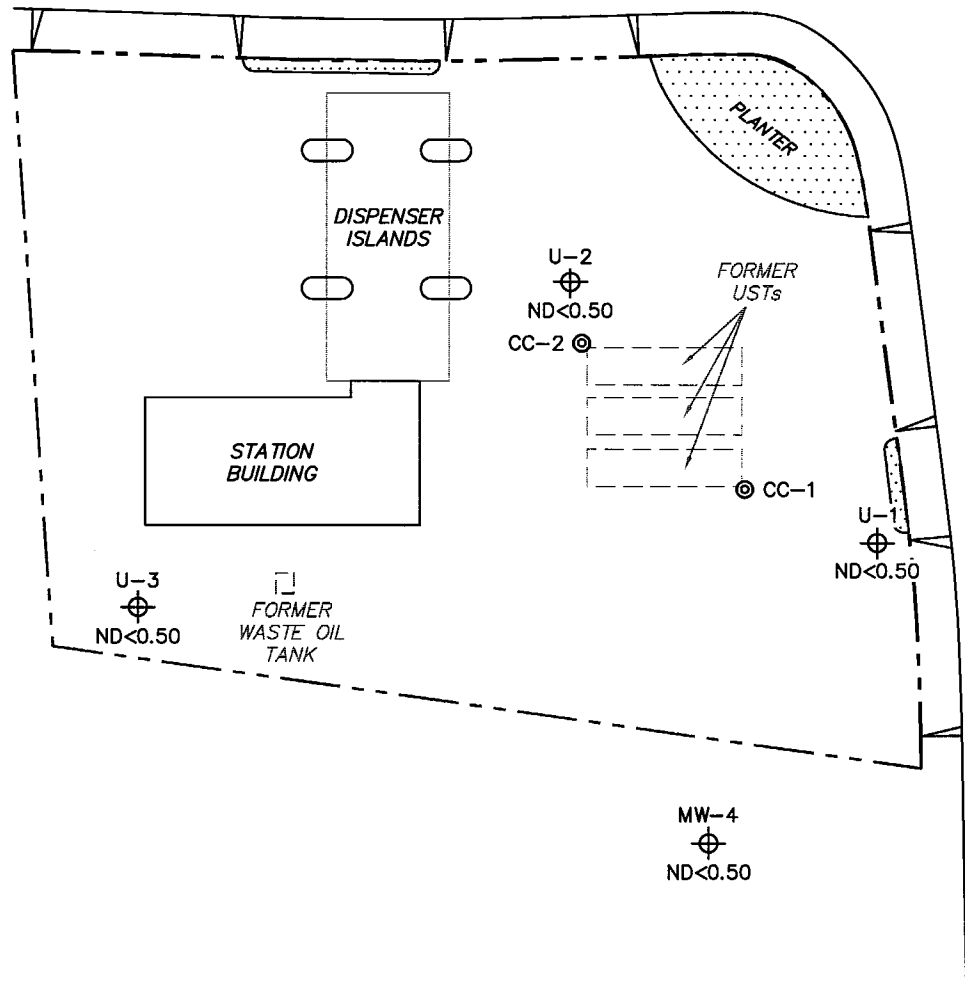 PLANTER
DISPENSER
ISLANDS
U-2
ND<0.50
FORMER
USTs
CC-2
STATION
BUILDING
CC-1
U-1
ND<0.50
U-3
ND<0.50
FORMER
WASTE OIL
TANK
MW-4
ND<0.50